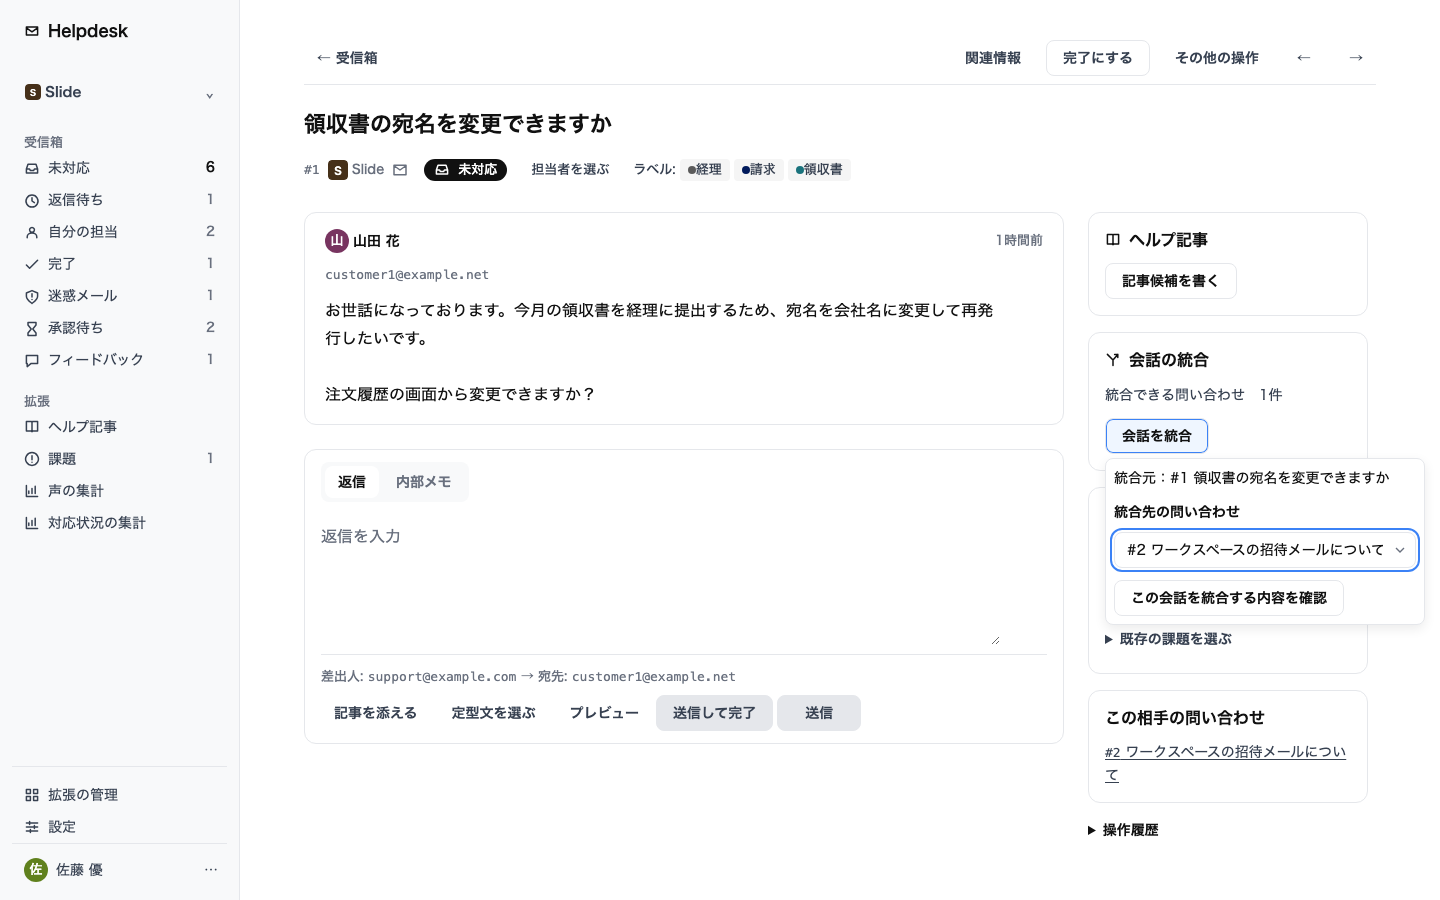 Helpdesk
S Slide
受信箱
未対応 6
返信待ち 1
自分の担当 2
完了 1
迷惑メール 1
承認待ち 2
フィードバック 1
拡張
ヘルプ記事
課題 1
声の集計
対応状況の集計
拡張の管理
設定
佐 佐藤 優 …
← 受信箱
関連情報 完了にする その他の操作 ← →
領収書の宛名を変更できますか
#1 S Slide 未対応 担当者を選ぶ ラベル: 経理 請求 領収書
山 山田 花 1時間前
customer1@example.net
お世話になっております。今月の領収書を経理に提出するため、宛名を会社名に変更して再発
行したいです。
注文履歴の画面から変更できますか？
返信 内部メモ
返信を入力
差出人: support@example.com → 宛先: customer1@example.net
記事を添える 定型文を選ぶ プレビュー 送信して完了 送信
ヘルプ記事
記事候補を書く
会話の統合
統合できる問い合わせ 1件
会話を統合
統合元：#1 領収書の宛名を変更できますか
統合先の問い合わせ
#2 ワークスペースの招待メールについて
この会話を統合する内容を確認
▶ 既存の課題を選ぶ
この相手の問い合わせ
#2 ワークスペースの招待メールについ
て
▶ 操作履歴